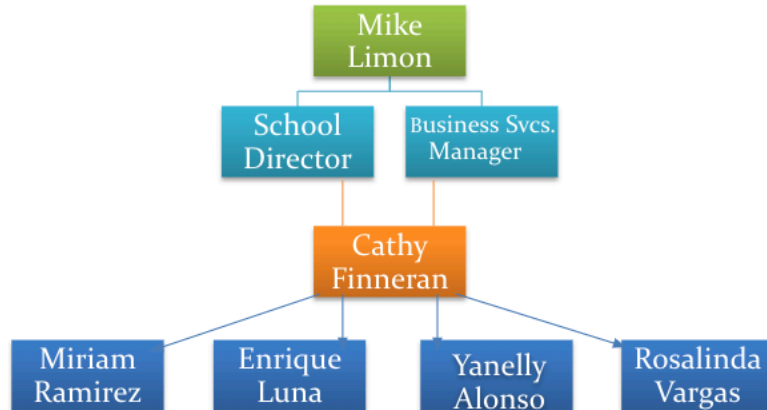 Mike
Limon
School
Director
Business Svcs.
Manager
Cathy
Finneran
Miriam
Ramirez
Enrique
Luna
Yanelly
Alonso
Rosalinda
Vargas